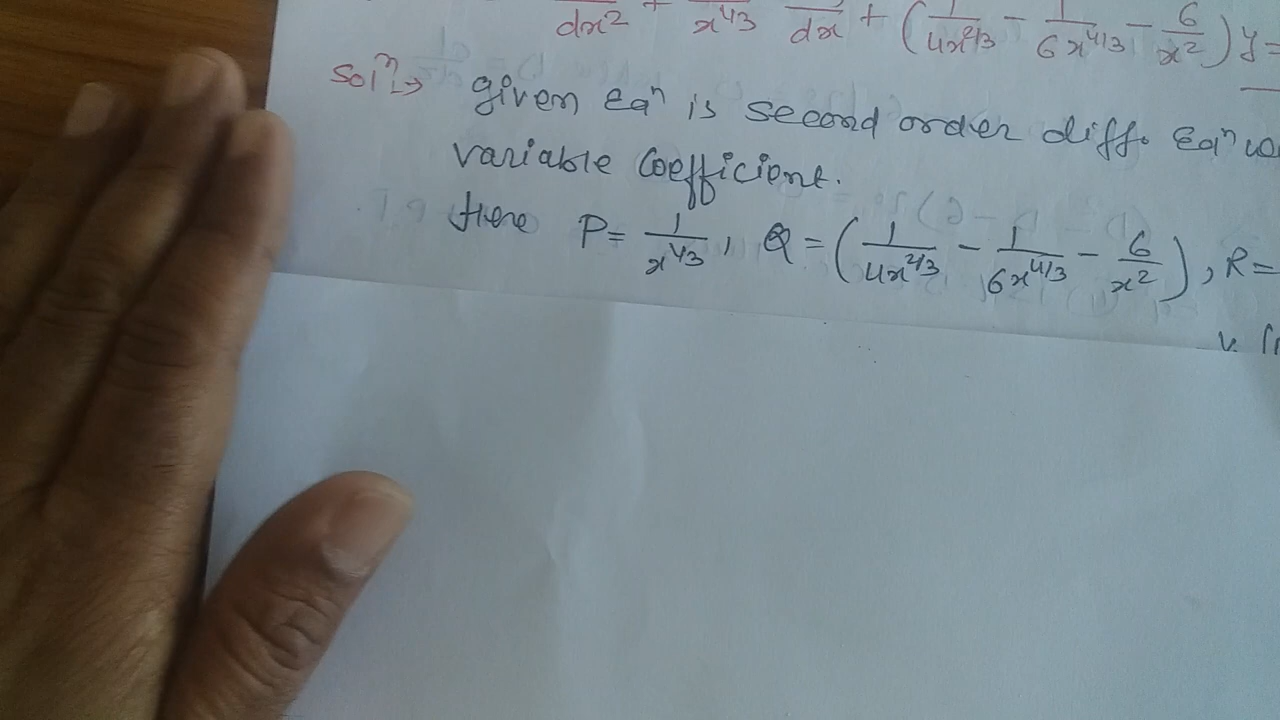 dx² + x^1/3 dx + (1/4x^2/3 - 1/6x^4/3 - 6/x²) y =
Solⁿ→ given Eqⁿ is second order diff. Eqⁿ
variable Coefficient.
Here P = 1/x^1/3, Q = (1/4x^2/3 - 1/6x^4/3 - 6/x²), R =